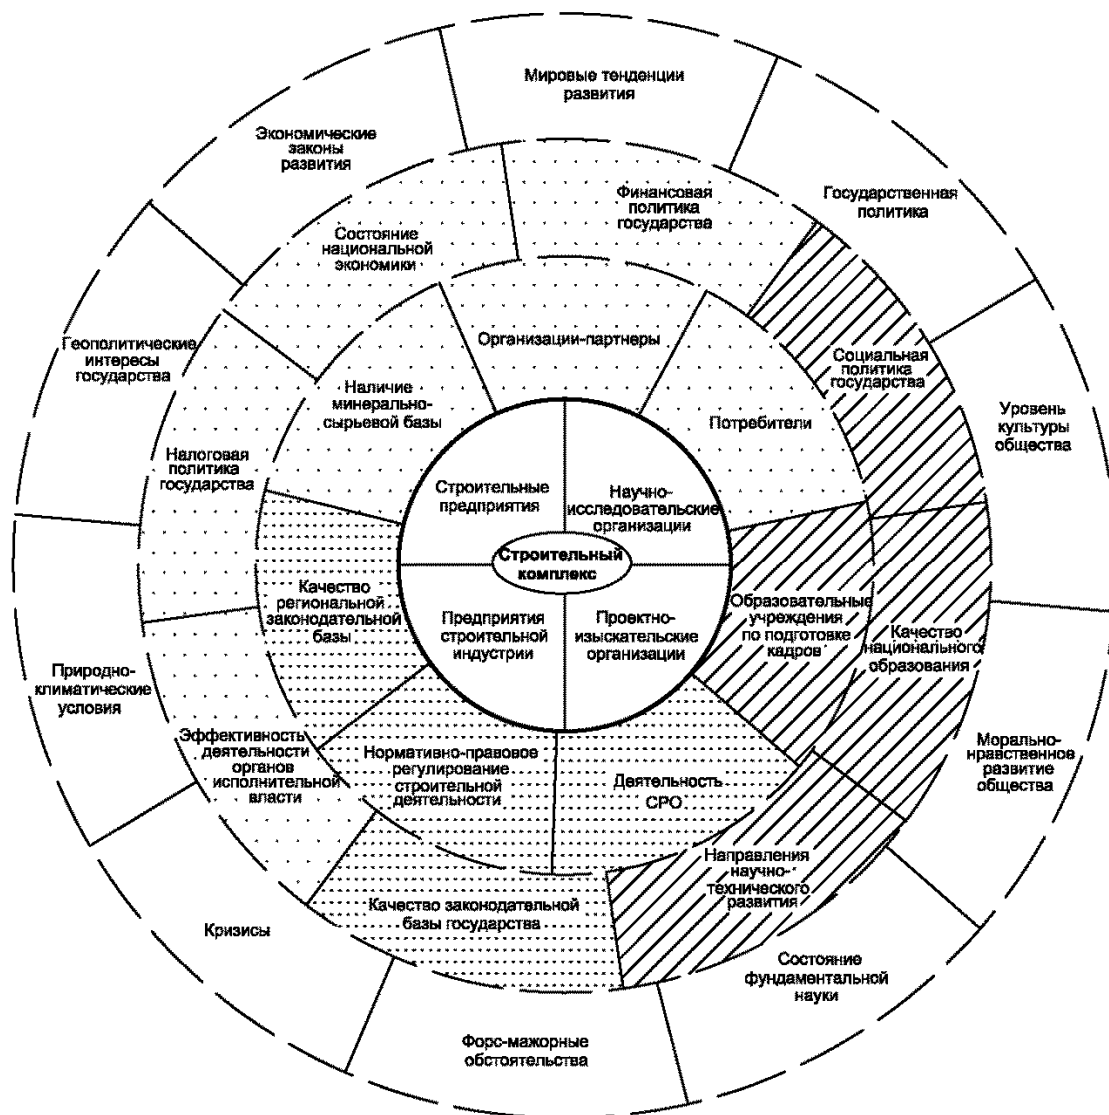 Мировые тенденции
развития
Экономические
законы
развития
Государственная
политика
Финансовая
политика
государства
Состояние
национальной
экономики
Геополитические
интересы
государства
Организации-партнеры
Социальная
политика
государства
Наличие
минерально-
сырьевой базы
Потребители
Уровень
культуры
общества
Налоговая
политика
государства
Строительные
предприятия
Научно-
исследовательские
организации
Строительный
комплекс
Качество
региональной
законодательной
базы
Предприятия
строительной
индустрии
Проектно-
изыскательские
организации
Образовательные
учреждения
по подготовке
кадров
Качество
национального
образования
Природно-
климатические
условия
Эффективность
деятельности
органов
исполнительной
власти
Нормативно-правовое
регулирование
строительной
деятельности
Деятельность
СРО
Морально-
нравственное
развитие
общества
Направления
научно-
технического
развития
Качество законодательной
базы государства
Кризисы
Состояние
фундаментальной
науки
Форс-мажорные
обстоятельства